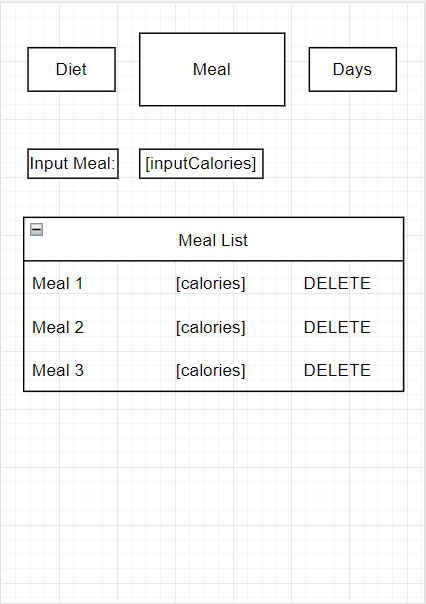 Diet Meal Days
Input Meal: [inputCalories]
Meal List
Meal 1 [calories] DELETE
Meal 2 [calories] DELETE
Meal 3 [calories] DELETE